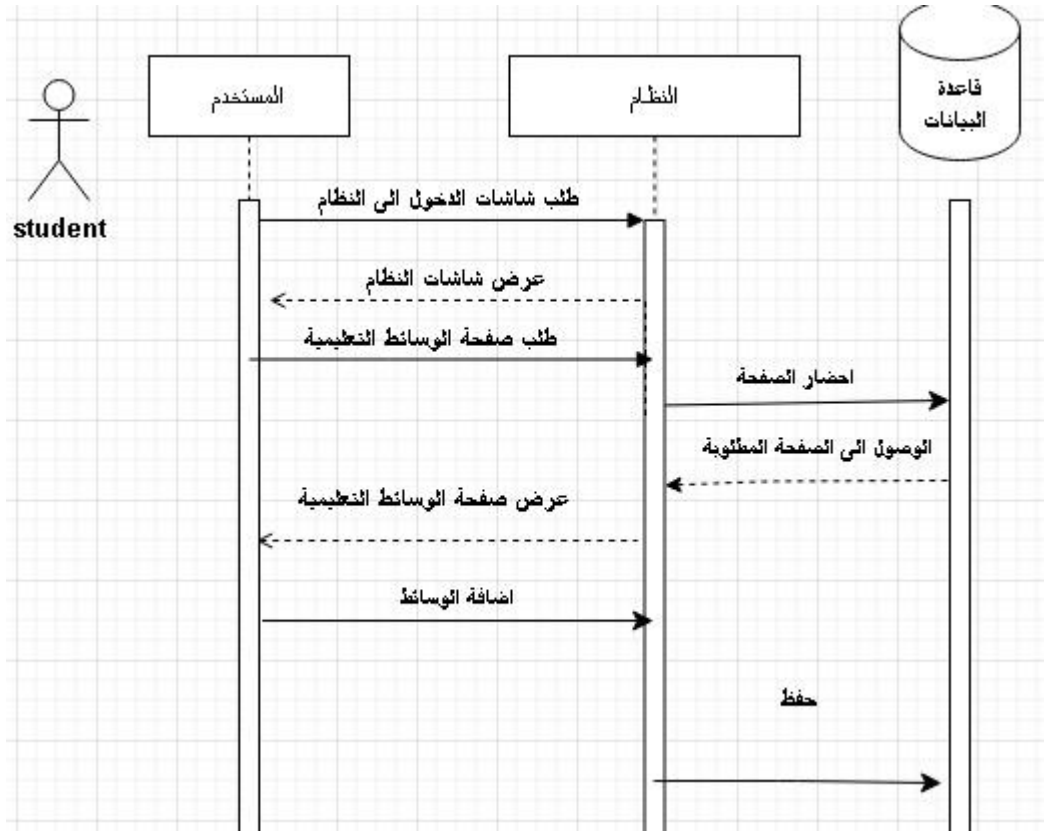 المستخدم
النظام
قاعدة
البيانات
student
طلب شاشات الدخول الى النظام
عرض شاشات النظام
طلب صفحة الوسائط التعليمية
احضار الصفحة
الوصول الى الصفحة المطلوبة
عرض صفحة الوسائط التعليمية
اضافة الوسائط
حفظ